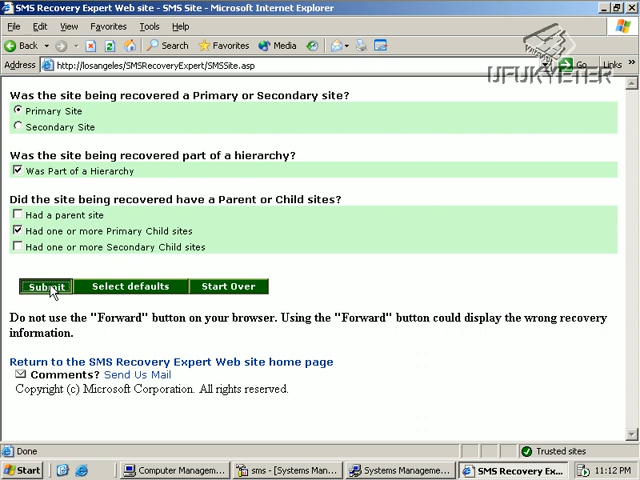 SMS Recovery Expert Web site - SMS Site - Microsoft Internet Explorer
File Edit View Favorites Tools Help
Back Search Favorites Media
Address http://losangeles/SMSRecoveryExpert/SMSSite.asp Go Links »
UFUKYETER
Was the site being recovered a Primary or Secondary site?
Primary Site
Secondary Site
Was the site being recovered part of a hierarchy?
Was Part of a Hierarchy
Did the site being recovered have a Parent or Child sites?
Had a parent site
Had one or more Primary Child sites
Had one or more Secondary Child sites
Submit Select defaults Start Over
Do not use the "Forward" button on your browser. Using the "Forward" button could display the wrong recovery
information.
Return to the SMS Recovery Expert Web site home page
Comments? Send Us Mail
Copyright (c) Microsoft Corporation. All rights reserved.
Done Trusted sites
Start Computer Managem... sms - [Systems Man... Systems Manageme... SMS Recovery Ex... 11:12 PM